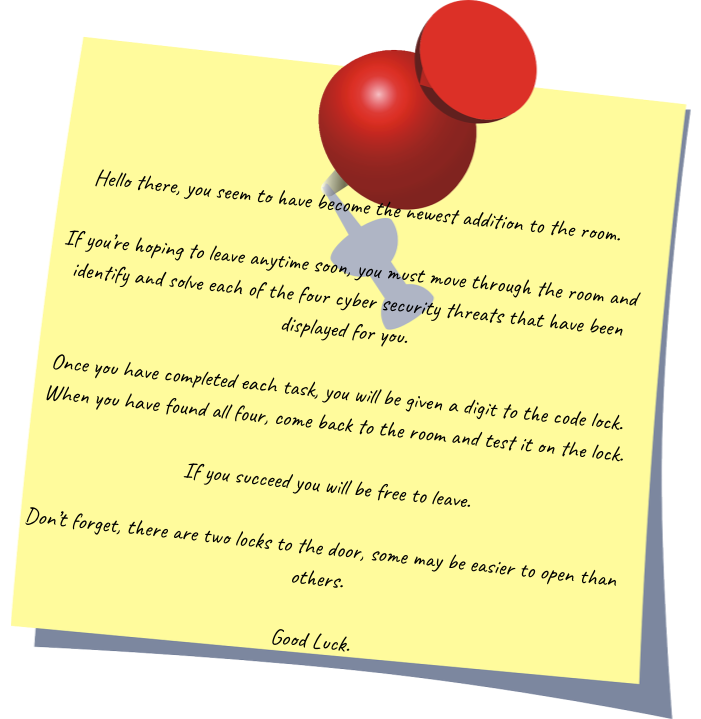 Hello there, you seem to have become the newest addition to the room.
If you're hoping to leave anytime soon, you must move through the room and
identify and solve each of the four cyber security threats that have been
displayed for you.
Once you have completed each task, you will be given a digit to the code lock.
When you have found all four, come back to the room and test it on the lock.
If you succeed you will be free to leave.
Don't forget, there are two locks to the door, some may be easier to open than
others.
Good Luck.